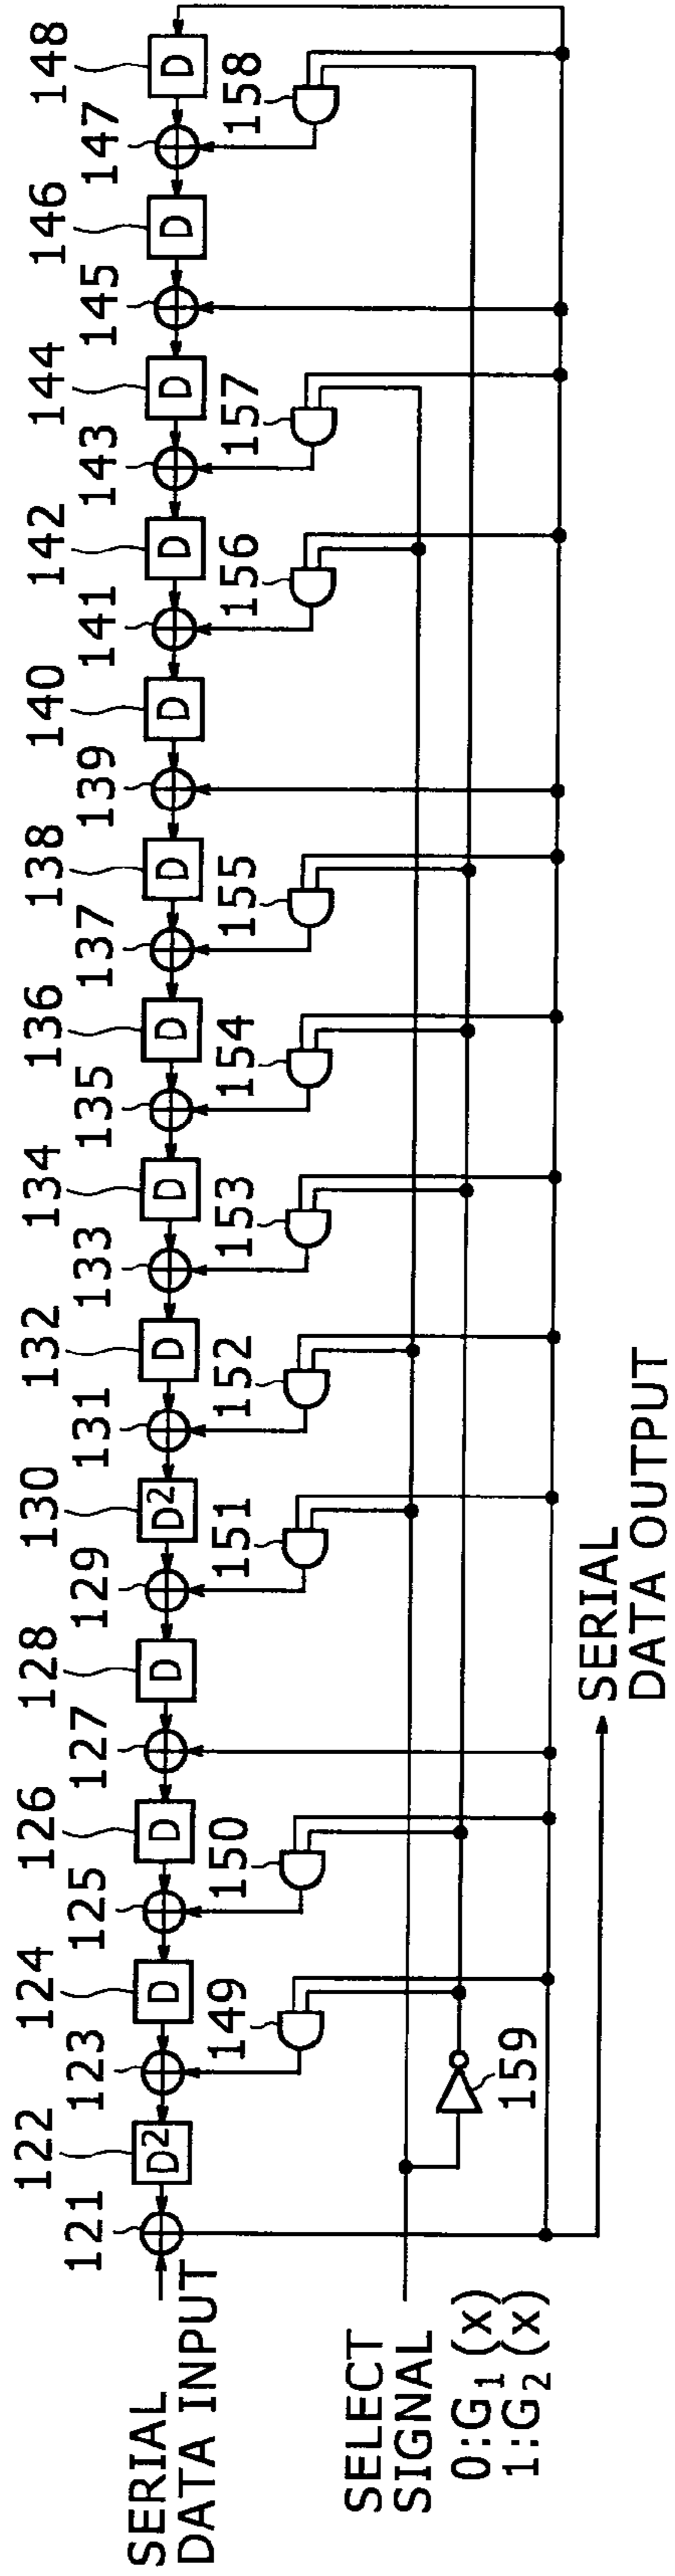 SERIAL
DATA INPUT
121
122
D²
123
124
D
125
126
D
127
128
D
129
130
D²
131
132
D
133
134
D
135
136
D
137
138
D
139
140
D
141
142
D
143
144
D
145
146
D
147
148
D
149
150
151
152
153
154
155
156
157
158
159
SELECT
SIGNAL
0:G₁(x)
1:G₂(x)
SERIAL
DATA OUTPUT